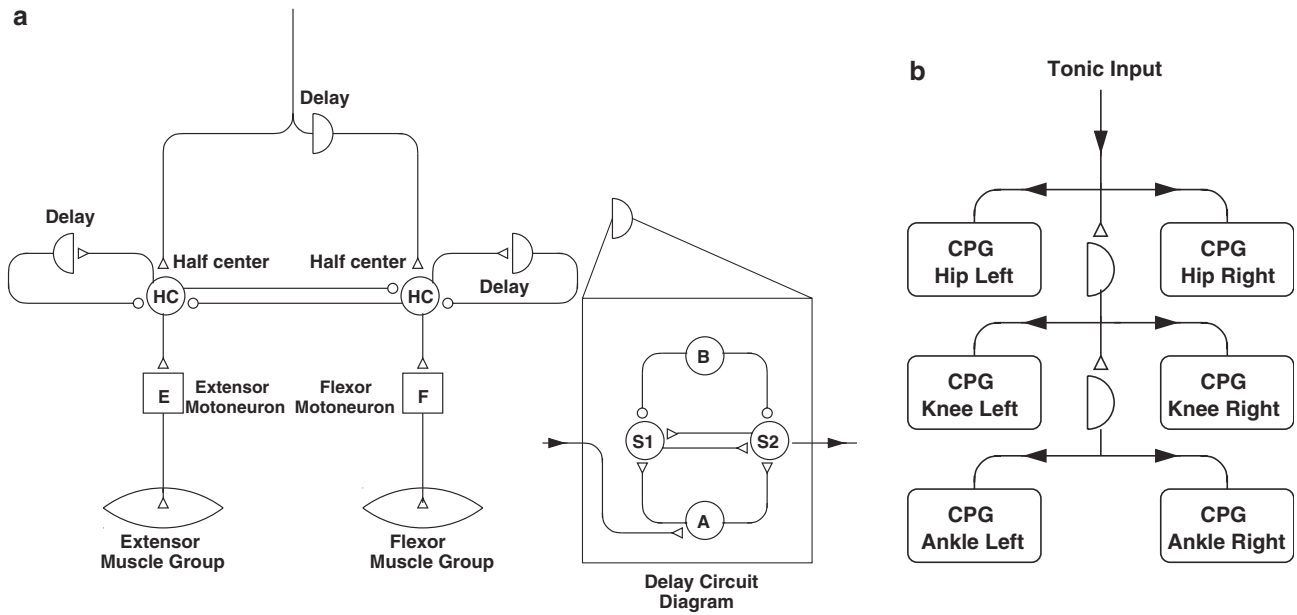 a
Delay
Delay
Half center
Half center
Delay
HC
HC
E
Extensor
Motoneuron
Flexor
Motoneuron
F
Extensor
Muscle Group
Flexor
Muscle Group
B
S1
S2
A
Delay Circuit
Diagram
b
Tonic Input
CPG
Hip Left
CPG
Hip Right
CPG
Knee Left
CPG
Knee Right
CPG
Ankle Left
CPG
Ankle Right